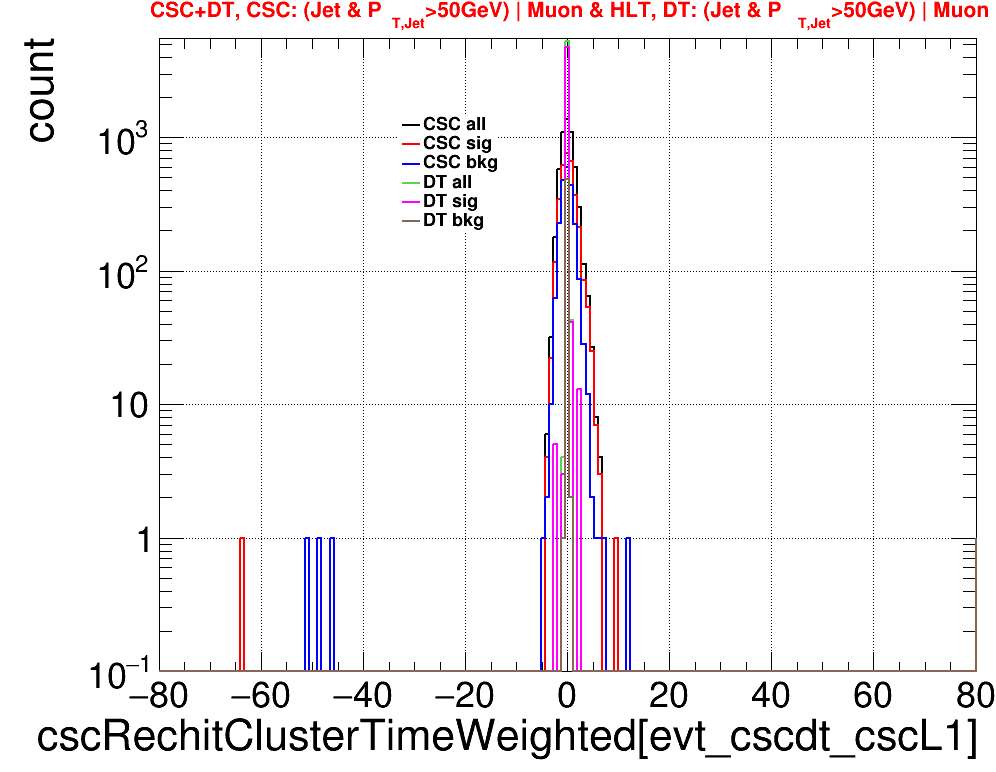 CSC+DT, CSC: (Jet & P T,Jet>50GeV) | Muon & HLT, DT: (Jet & P T,Jet>50GeV) | Muon
count
CSC all
CSC sig
CSC bkg
DT all
DT sig
DT bkg
10³
10²
10
1
10⁻¹
−80 −60 −40 −20 0 20 40 60 80
cscRechitClusterTimeWeighted[evt_cscdt_cscL1]